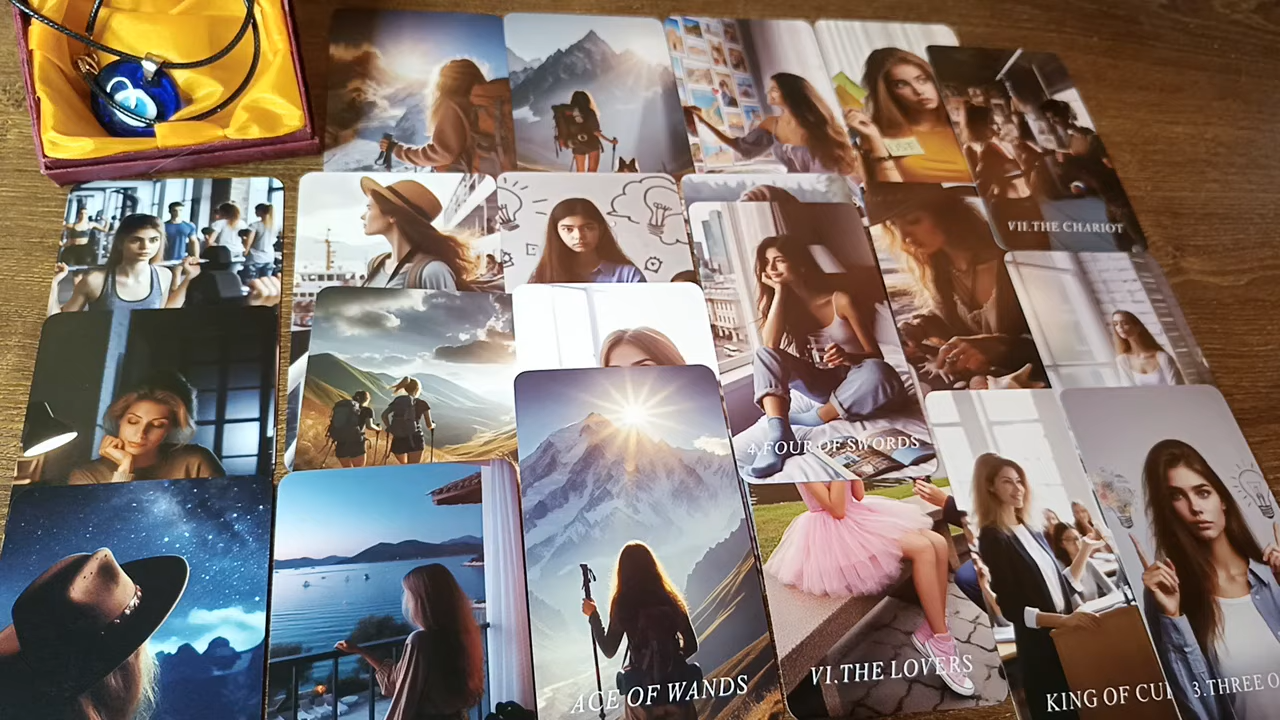 VII.THE CHARIOT
4.FOUR OF SWORDS
ACE OF WANDS
VI.THE LOVERS
KING OF CU
3.THREE O